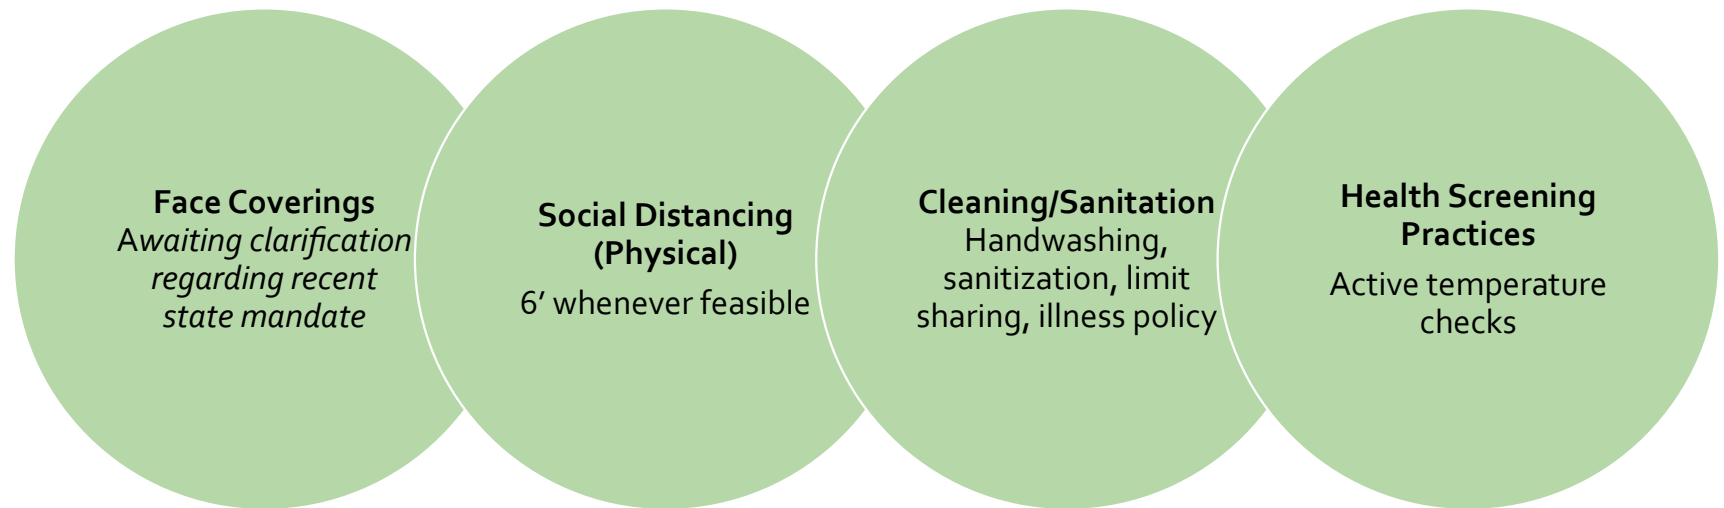 Face Coverings
Awaiting clarification
regarding recent
state mandate
Social Distancing
(Physical)
6’ whenever feasible
Cleaning/Sanitation
Handwashing,
sanitization, limit
sharing, illness policy
Health Screening
Practices
Active temperature
checks